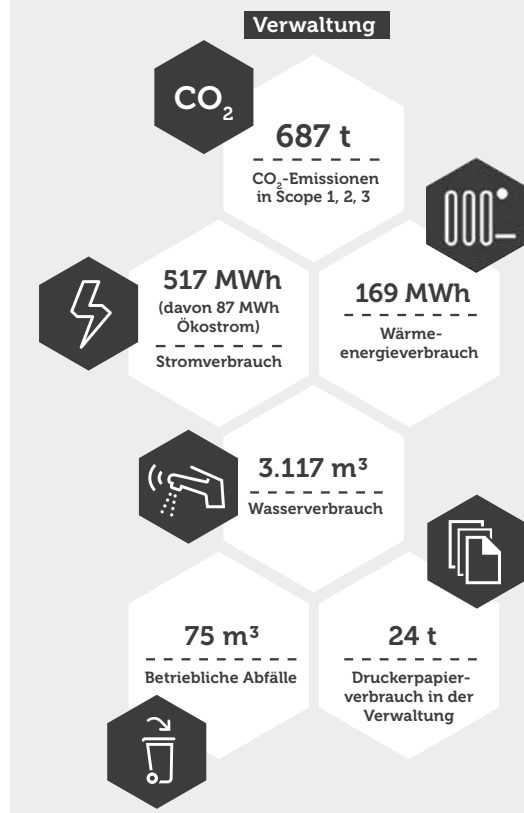 Verwaltung
CO₂
687 t
CO₂-Emissionen
in Scope 1, 2, 3
517 MWh
(davon 87 MWh
Ökostrom)
Stromverbrauch
169 MWh
Wärme-
energieverbrauch
3.117 m³
Wasserverbrauch
75 m³
Betriebliche Abfälle
24 t
Druckerpapier-
verbrauch in der
Verwaltung